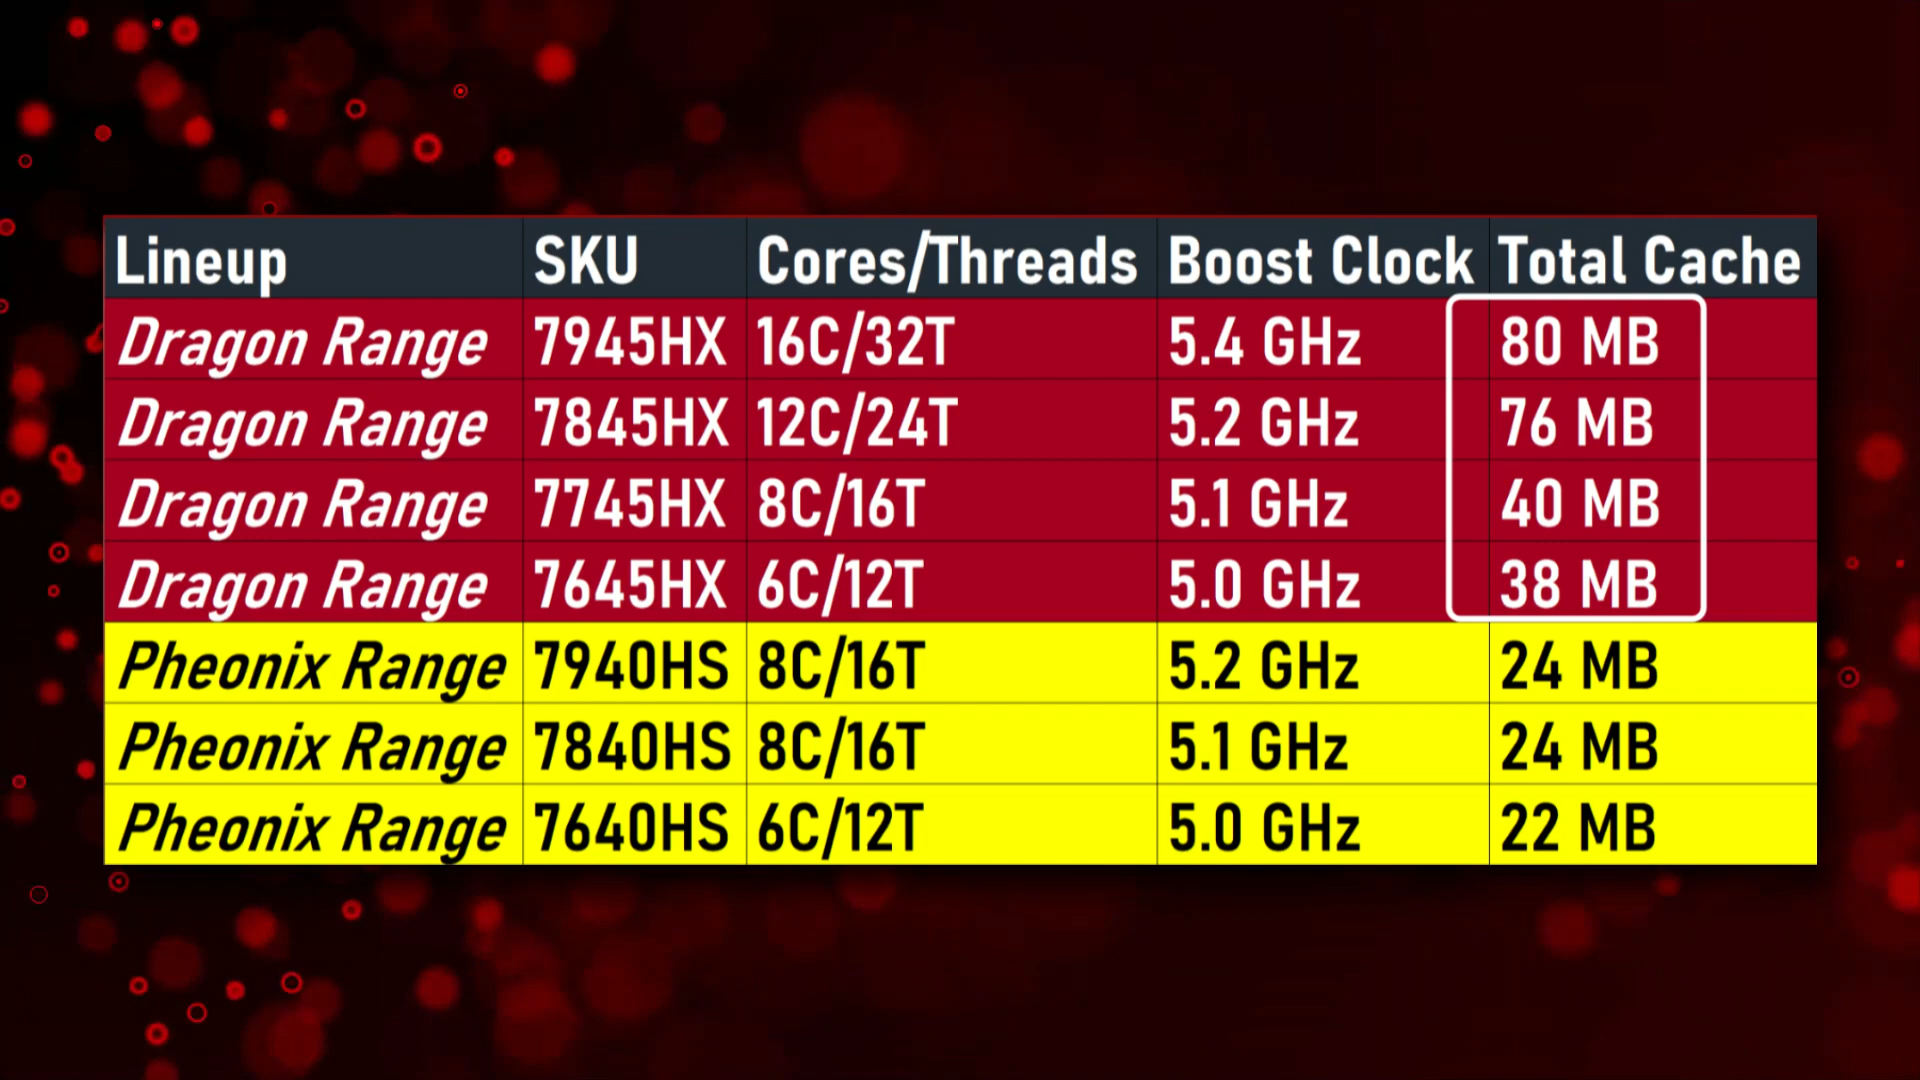 Lineup SKU Cores/Threads Boost Clock Total Cache
Dragon Range 7945HX 16C/32T 5.4 GHz 80 MB
Dragon Range 7845HX 12C/24T 5.2 GHz 76 MB
Dragon Range 7745HX 8C/16T 5.1 GHz 40 MB
Dragon Range 7645HX 6C/12T 5.0 GHz 38 MB
Pheonix Range 7940HS 8C/16T 5.2 GHz 24 MB
Pheonix Range 7840HS 8C/16T 5.1 GHz 24 MB
Pheonix Range 7640HS 6C/12T 5.0 GHz 22 MB